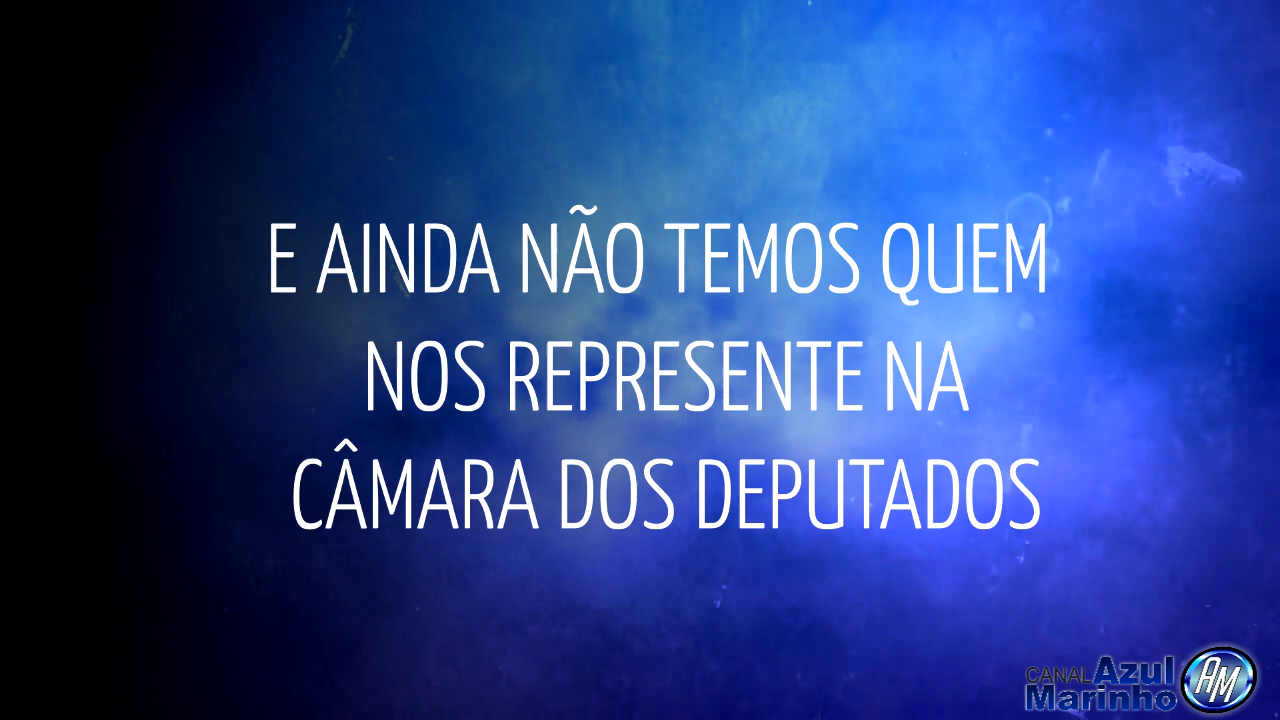 E AINDA NÃO TEMOS QUEM
NOS REPRESENTE NA
CÂMARA DOS DEPUTADOS
CANAL Azul
Marinho
AM